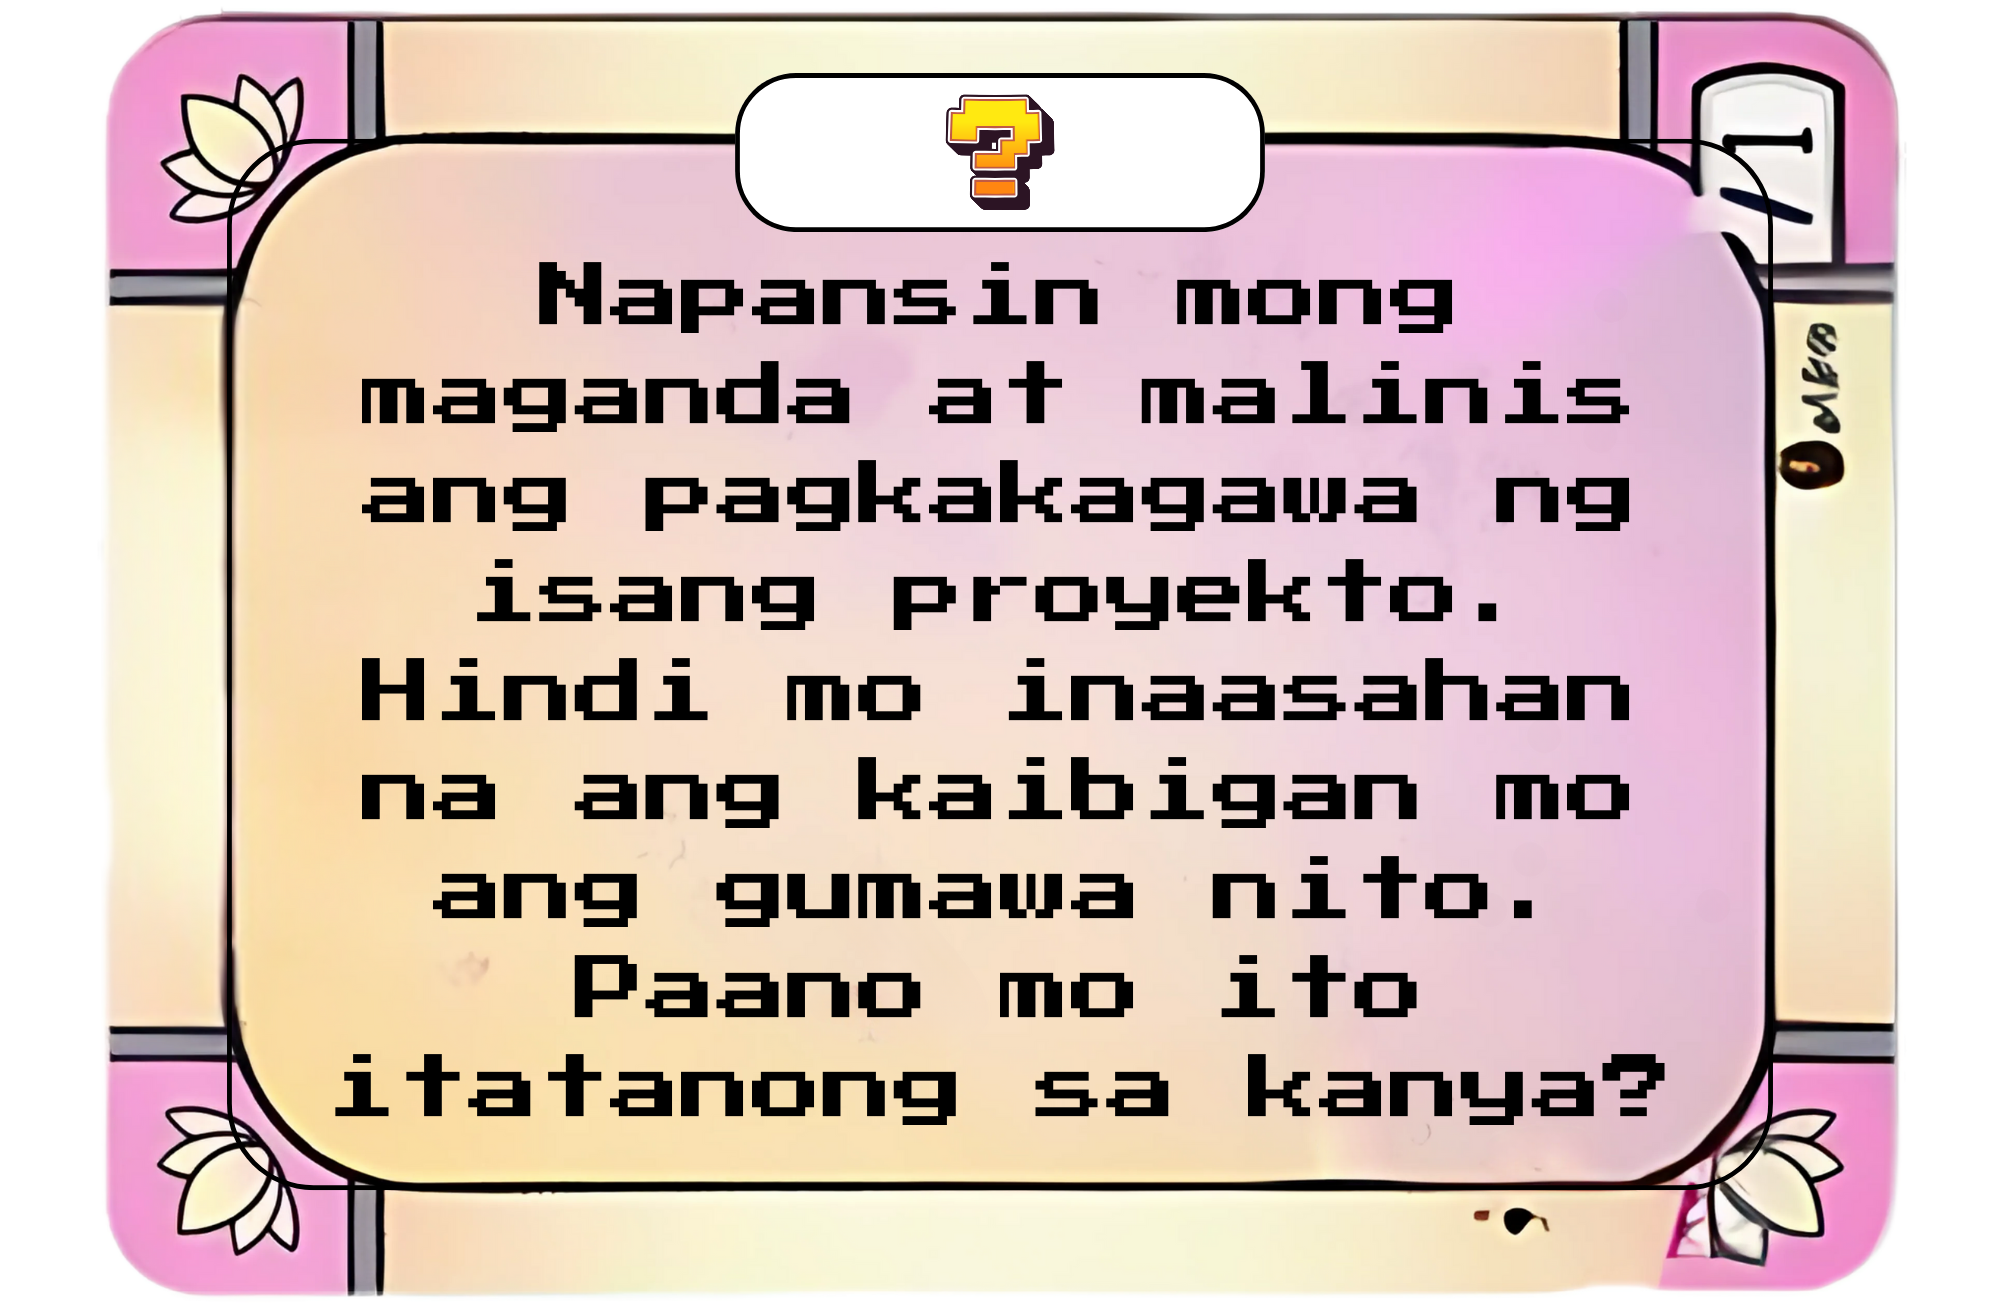 ?
Napansin mong
maganda at malinis
ang pagkakagawa ng
isang proyekto.
Hindi mo inaasahan
na ang kaibigan mo
ang gumawa nito.
Paano mo ito
itatanong sa kanya?